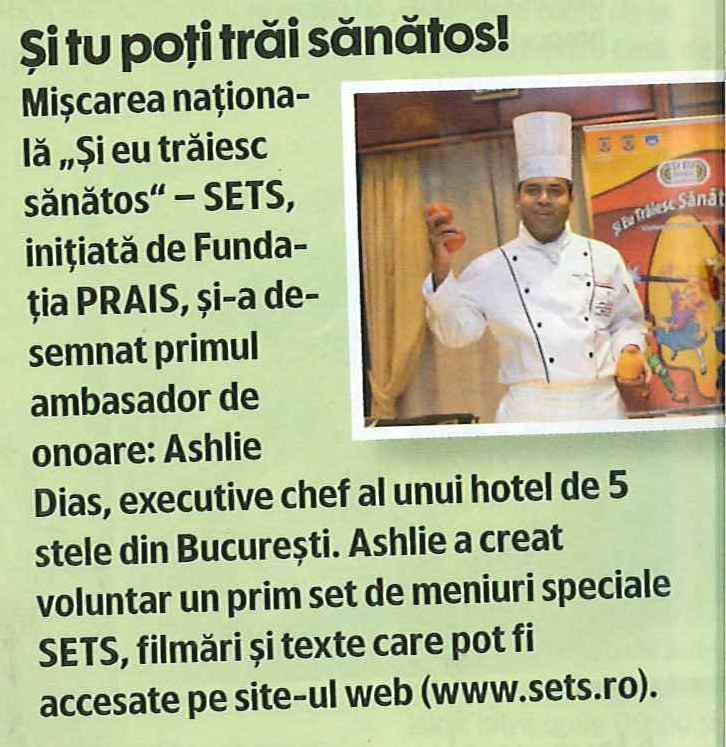 Și tu poți trăi sănătos!
Mișcarea naționa-
lă „Și eu trăiesc
sănătos“ – SETS,
inițiată de Funda-
ția PRAIS, și-a de-
semnat primul
ambasador de
onoare: Ashlie
Dias, executive chef al unui hotel de 5
stele din București. Ashlie a creat
voluntar un prim set de meniuri speciale
SETS, filmări și texte care pot fi
accesate pe site-ul web (www.sets.ro).
Și Eu Trăiesc Sănăt